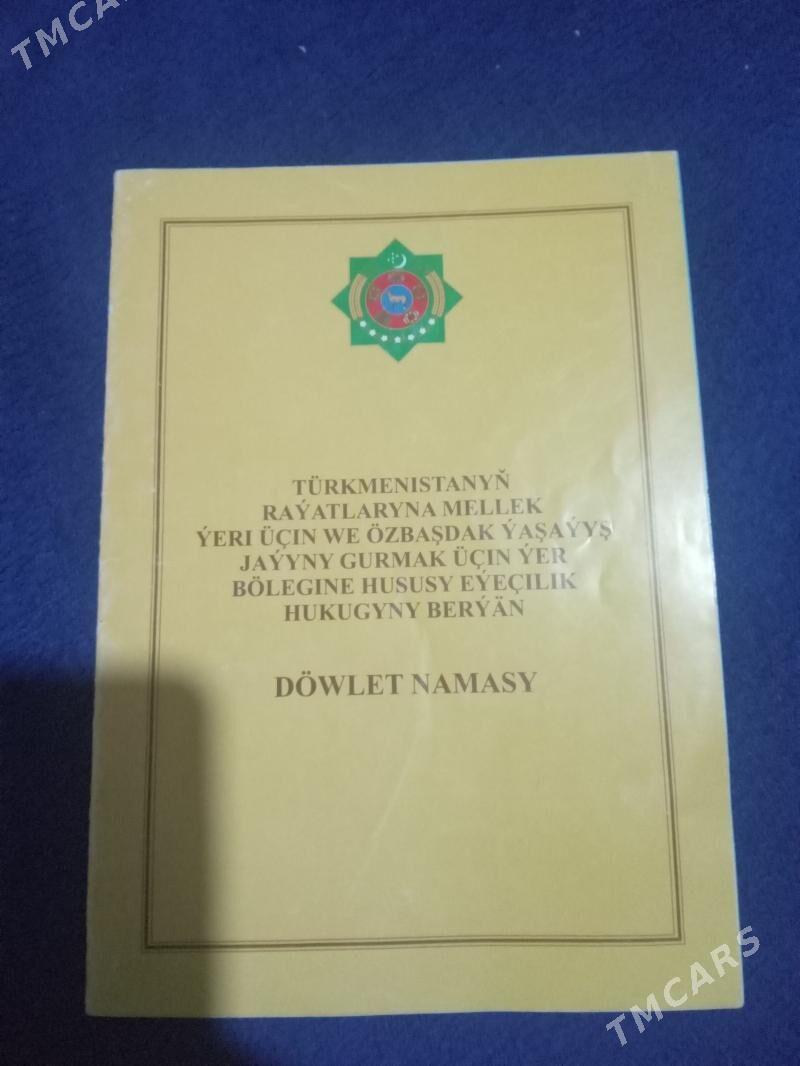 TMCARS
TÜRKMENISTANYŇ
RAÝATLARYNA MELLEK
ÝERI ÜÇIN WE ÖZBAŞDAK ÝAŞAÝYŞ
JAÝYNY GURMAK ÜÇIN ÝER
BÖLEGINE HUSUSY EÝEÇILIK
HUKUGYNY BERÝÄN
DÖWLET NAMASY
TMCARS